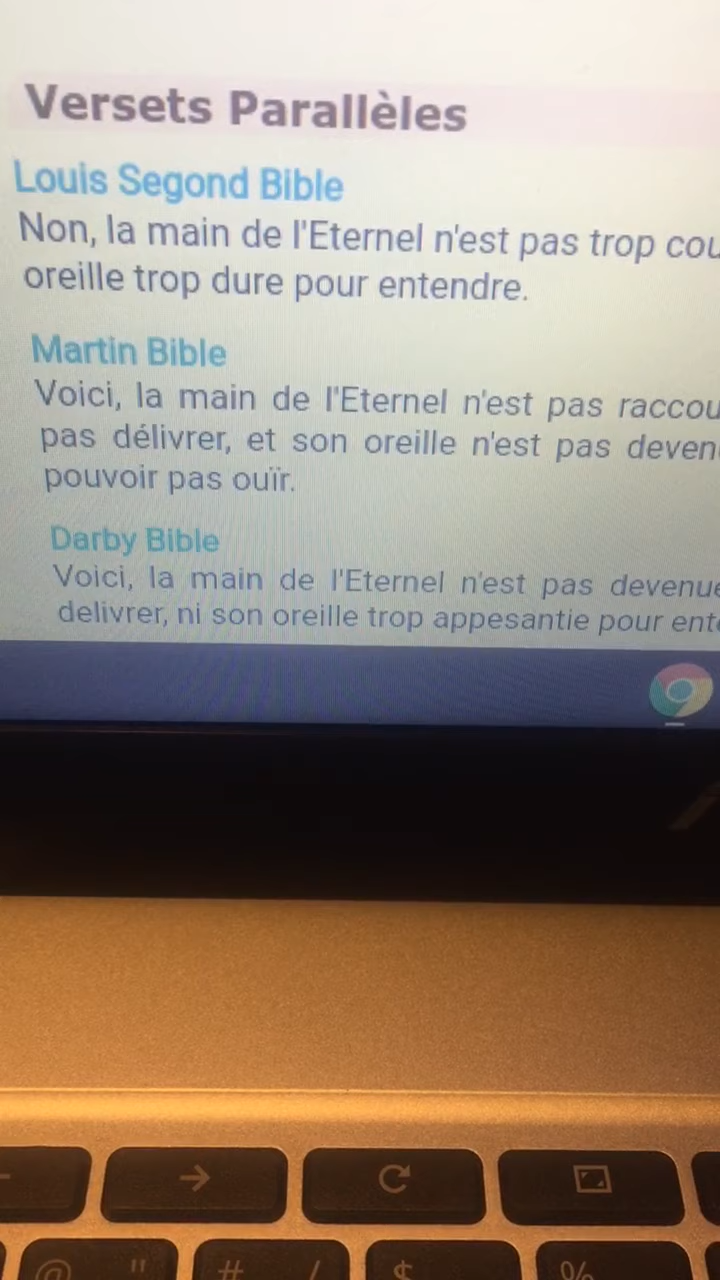 Versets Parallèles
Louis Segond Bible
Non, la main de l'Eternel n'est pas trop
oreille trop dure pour entendre.
Martin Bible
Voici, la main de l'Eternel n'est pas
pas délivrer, et son oreille n'est pas
pouvoir pas ouïr.
Darby Bible
Voici, la main de l'Eternel n'est pas
delivrer, ni son oreille trop appesantie pour
@ " # / $ %